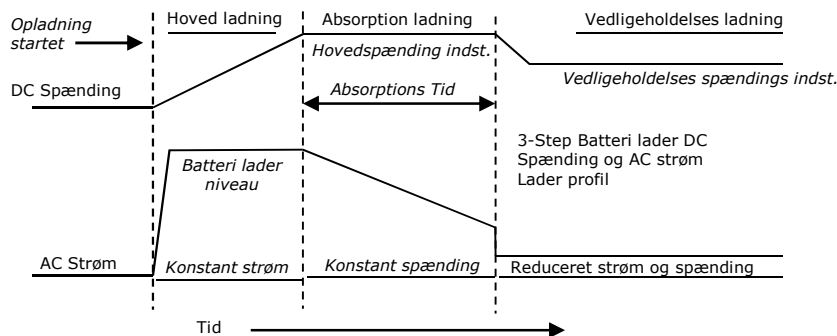 Opladning
startet
Hoved ladning
Absorption ladning
Vedligeholdelses ladning
Hovedspænding indst.
Vedligeholdelses spændings indst.
DC Spænding
Absorptions Tid
Batteri lader
niveau
3-Step Batteri lader DC
Spænding og AC strøm
Lader profil
AC Strøm
Konstant strøm
Konstant spænding
Reduceret strøm og spænding
Tid